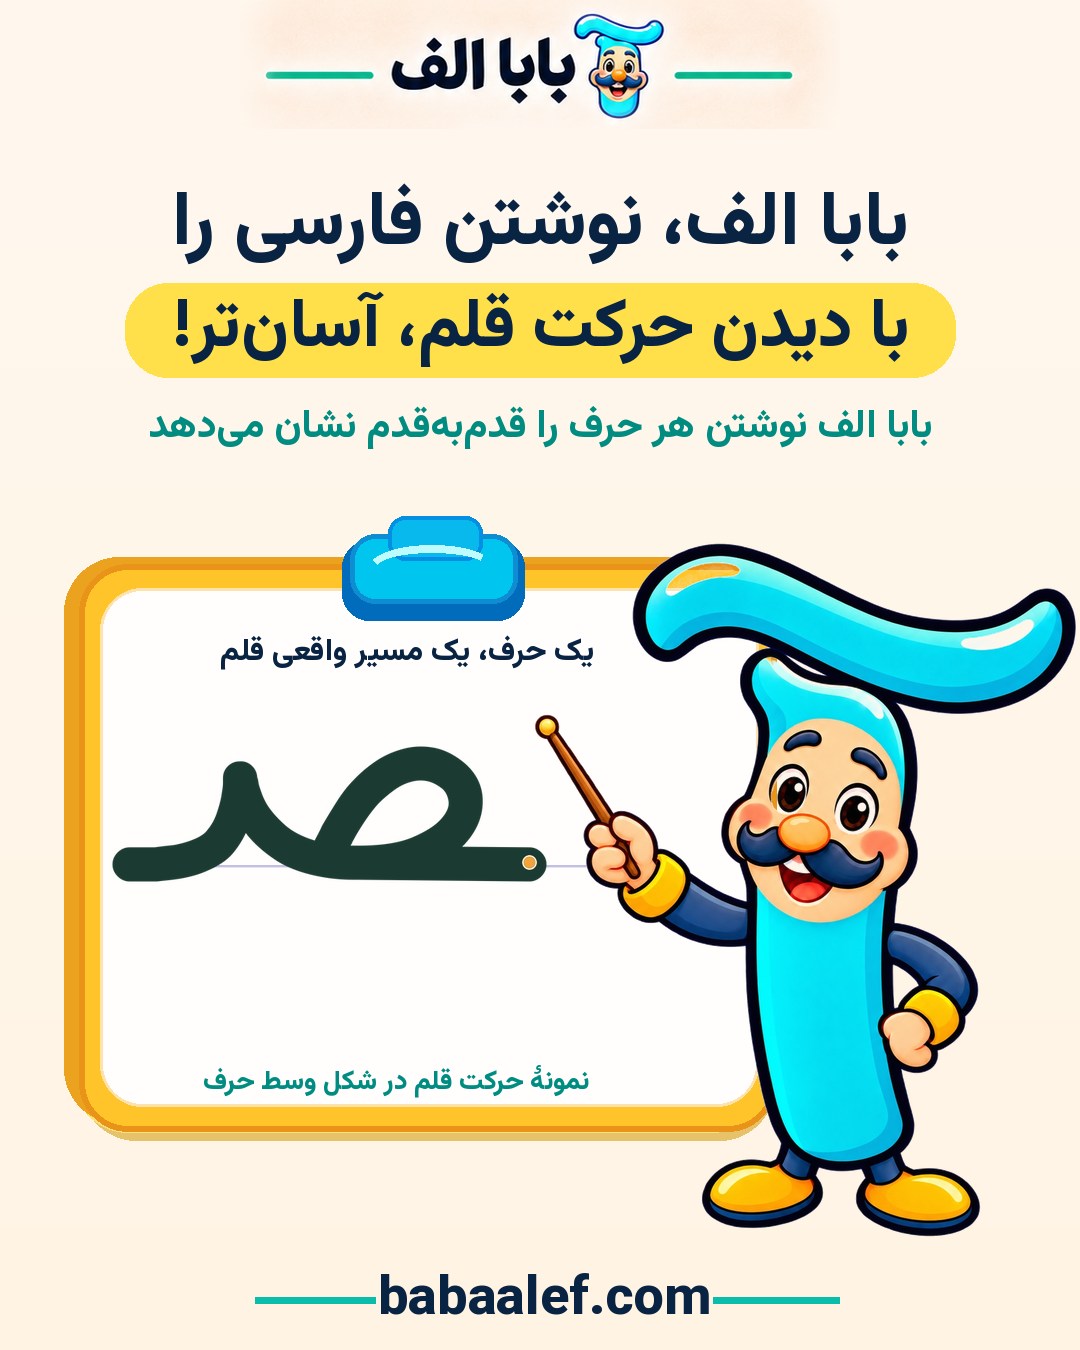 بابا الف
بابا الف، نوشتن فارسی را
با دیدن حرکت قلم، آسان‌تر!
بابا الف نوشتن هر حرف را قدم‌به‌قدم نشان می‌دهد
یک حرف، یک مسیر واقعی قلم
ـصـ
نمونهٔ حرکت قلم در شکل وسط حرف
babaalef.com